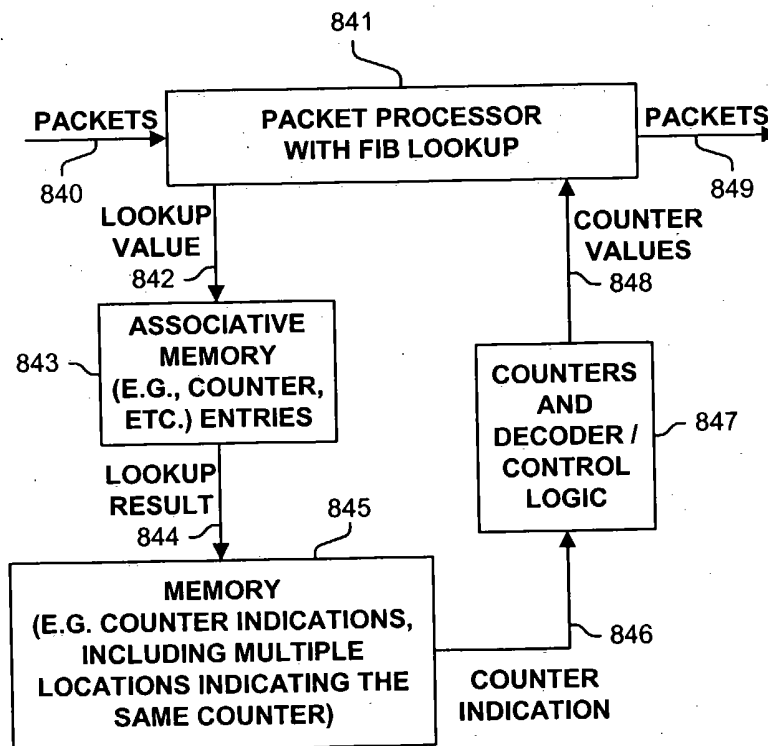 841
PACKETS
840
PACKET PROCESSOR
WITH FIB LOOKUP
PACKETS
849
LOOKUP
VALUE
842
COUNTER
VALUES
848
843
ASSOCIATIVE
MEMORY
(E.G., COUNTER,
ETC.) ENTRIES
COUNTERS
AND
DECODER /
CONTROL
LOGIC
847
LOOKUP
RESULT
844
845
MEMORY
(E.G. COUNTER INDICATIONS,
INCLUDING MULTIPLE
LOCATIONS INDICATING THE
SAME COUNTER)
846
COUNTER
INDICATION